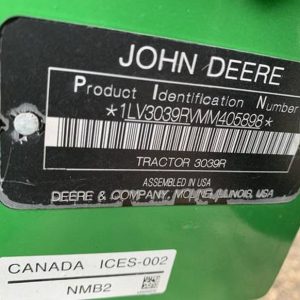 JOHN DEERE
Product Identification N
*1LV3039RVMM405898*
TRACTOR 3039R
ASSEMBLED IN USA
DEERE & COMPANY, MOLINE, ILLINOIS, USA
CANADA ICES-002
NMB2